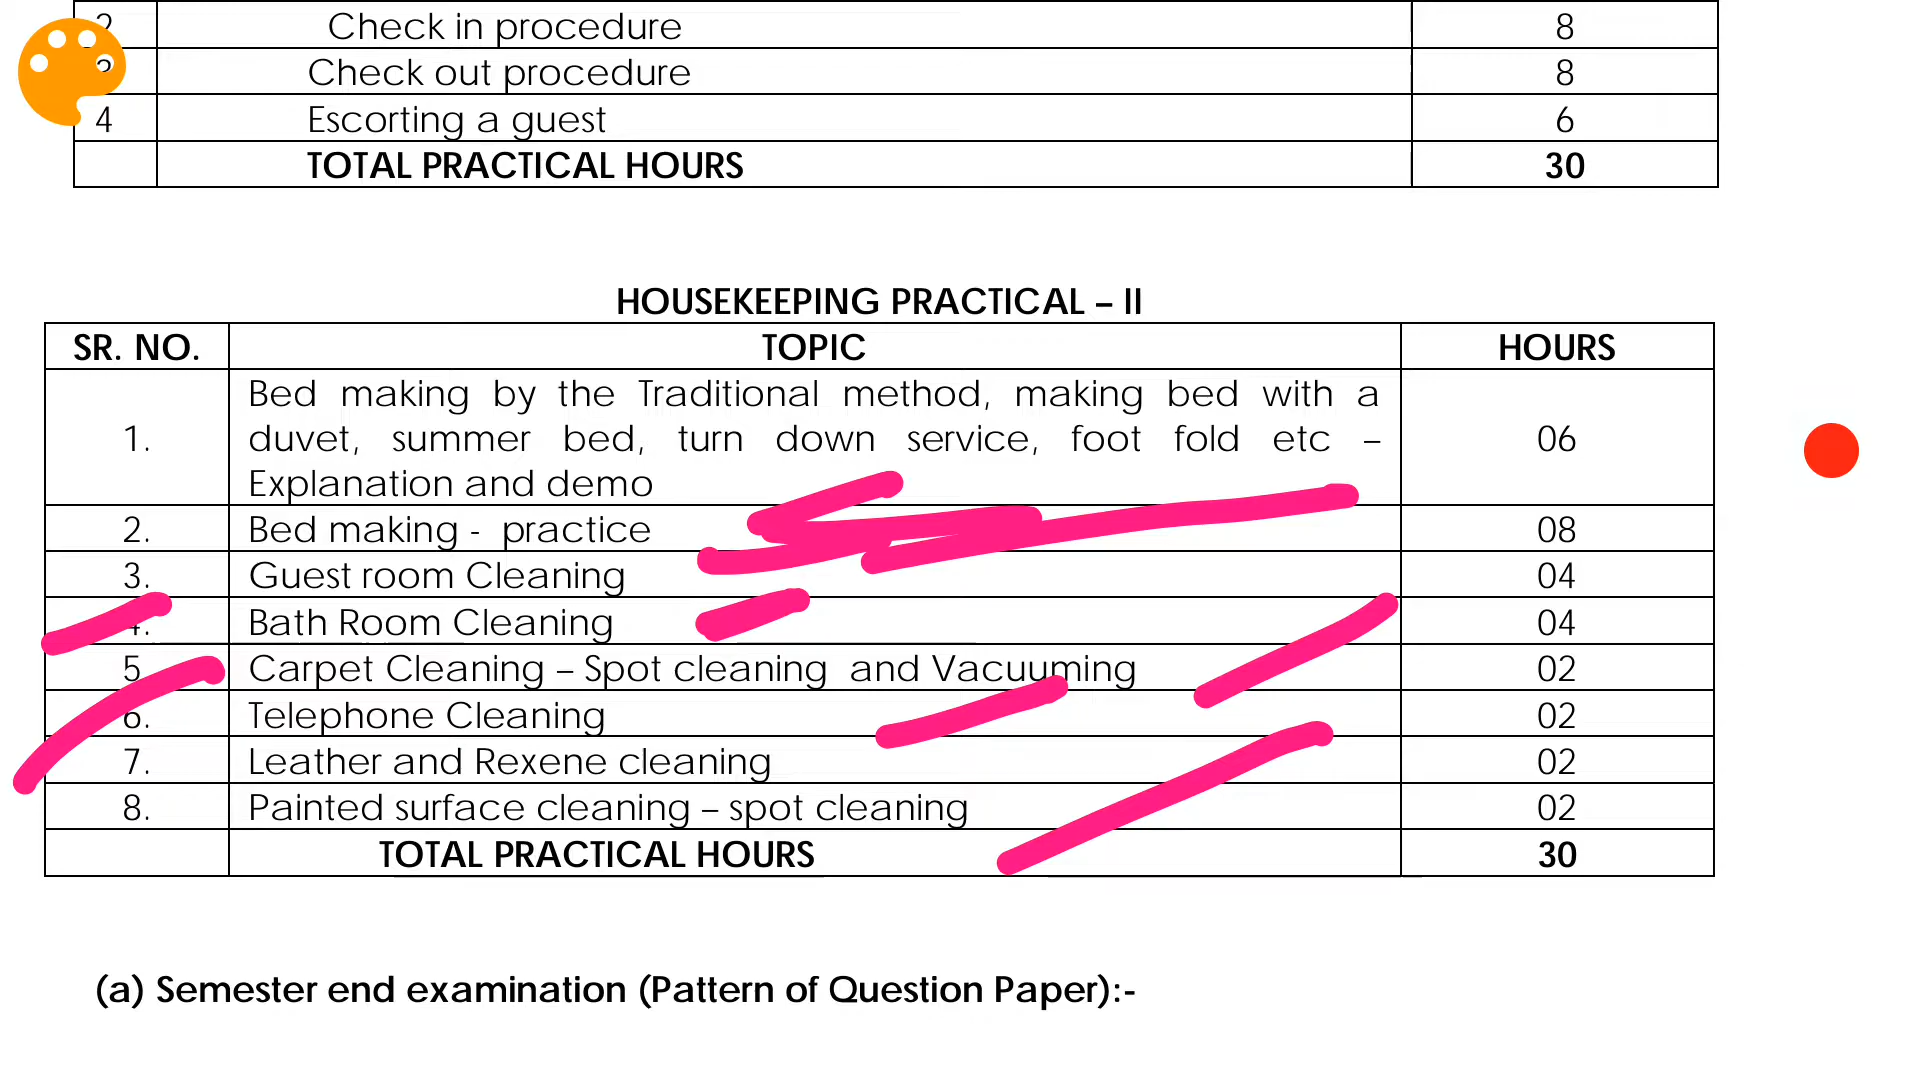 2 Check in procedure 8
3 Check out procedure 8
4 Escorting a guest 6
TOTAL PRACTICAL HOURS 30
HOUSEKEEPING PRACTICAL – II
SR. NO. TOPIC HOURS
Bed making by the Traditional method, making bed with a
1. duvet, summer bed, turn down service, foot fold etc – 06
Explanation and demo
2. Bed making - practice 08
3. Guest room Cleaning 04
4. Bath Room Cleaning 04
5 Carpet Cleaning – Spot cleaning and Vacuuming 02
6. Telephone Cleaning 02
7. Leather and Rexene cleaning 02
8. Painted surface cleaning – spot cleaning 02
TOTAL PRACTICAL HOURS 30
(a) Semester end examination (Pattern of Question Paper):-